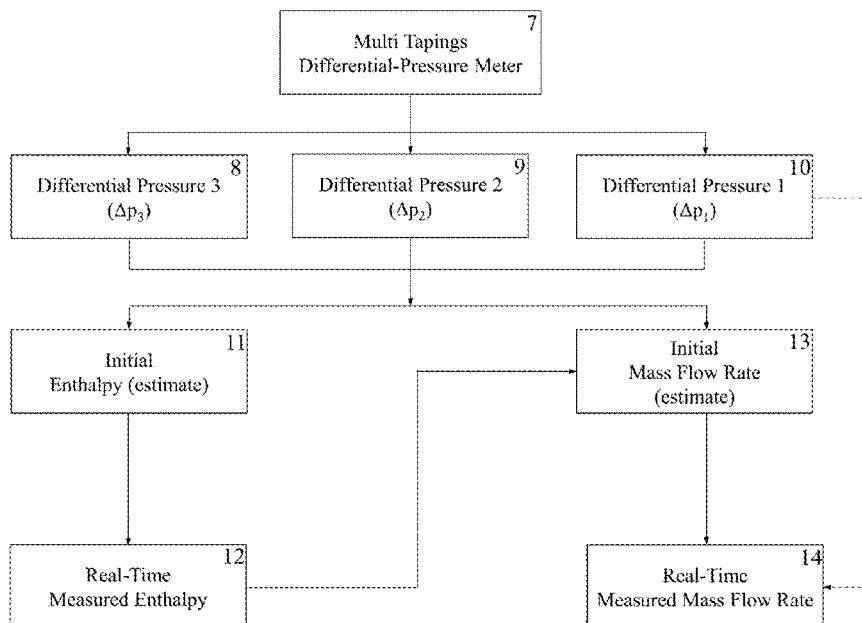 7
Multi Tapings
Differential-Pressure Meter
8
Differential Pressure 3
(Δp₃)
9
Differential Pressure 2
(Δp₂)
10
Differential Pressure 1
(Δp₁)
11
Initial
Enthalpy (estimate)
13
Initial
Mass Flow Rate
(estimate)
12
Real-Time
Measured Enthalpy
14
Real-Time
Measured Mass Flow Rate